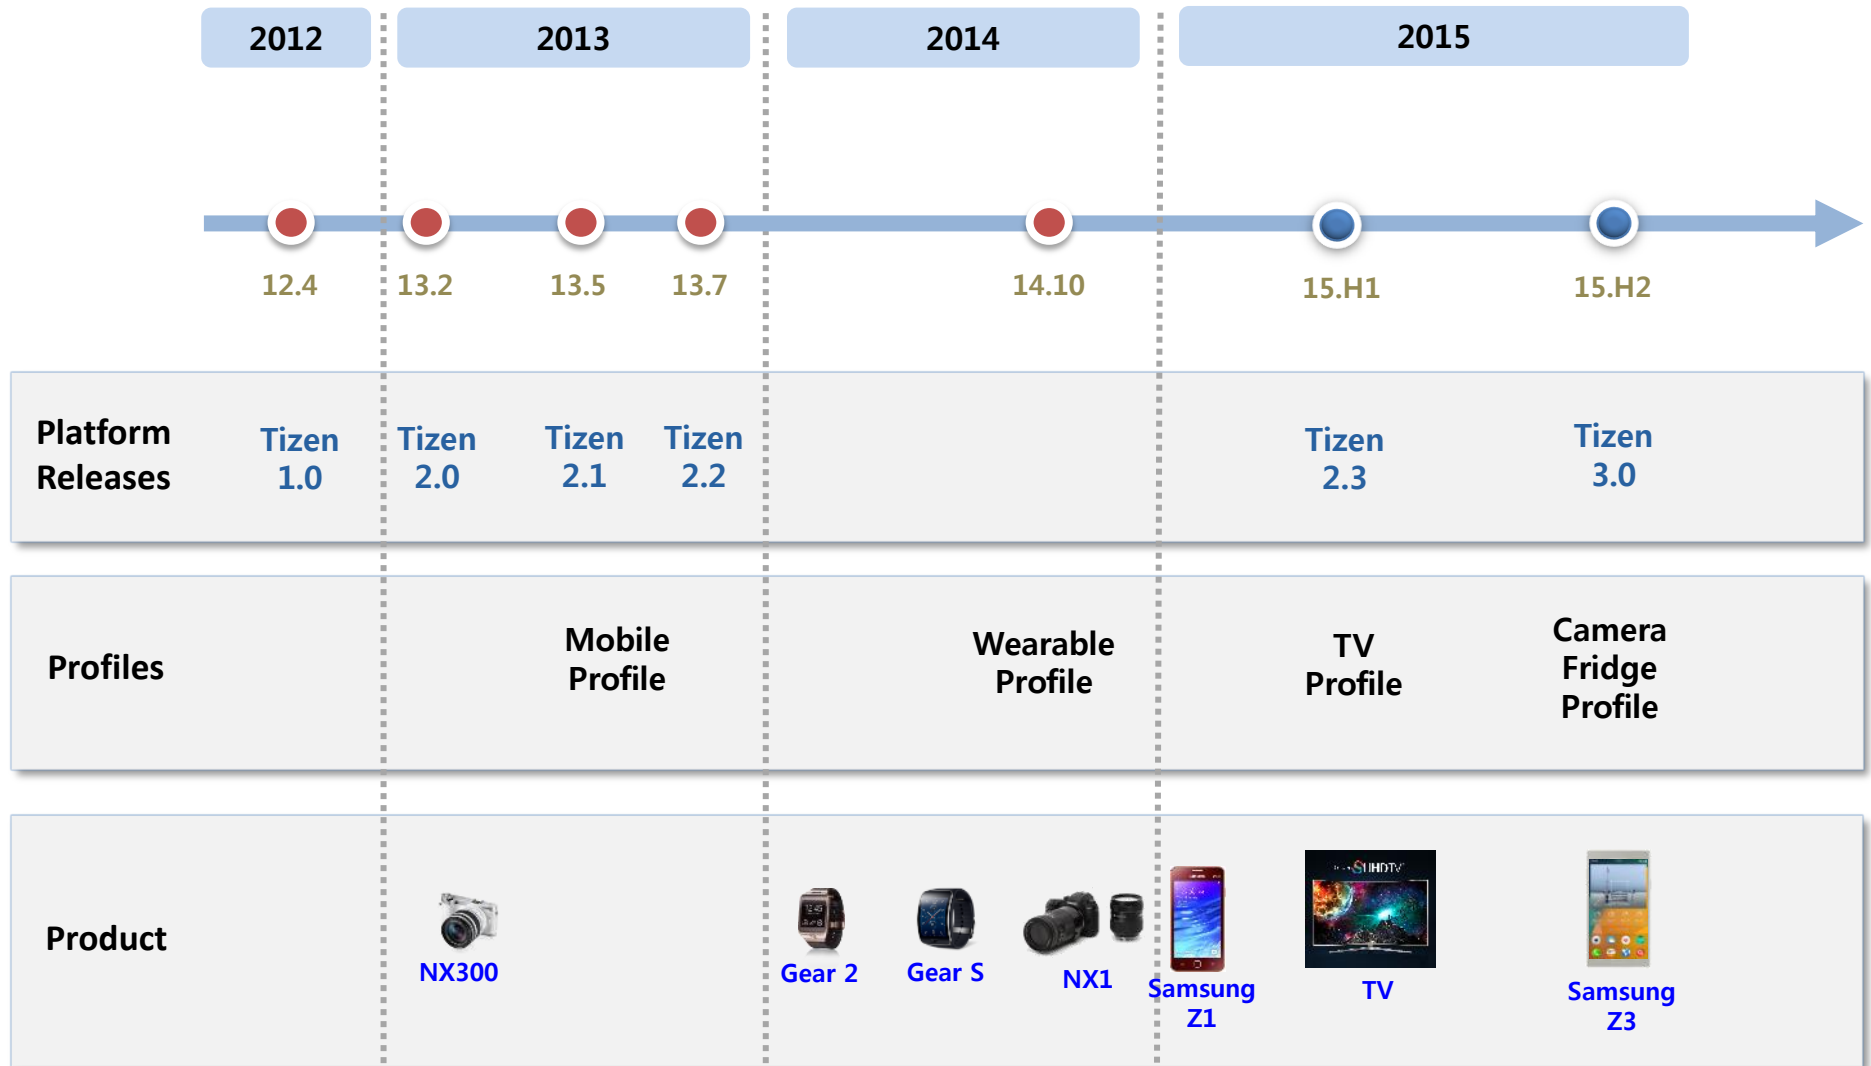 2012
2013
2014
2015
12.4
13.2
13.5
13.7
14.10
15.H1
15.H2
Platform
Releases
Tizen
1.0
Tizen
2.0
Tizen
2.1
Tizen
2.2
Tizen
2.3
Tizen
3.0
Profiles
Mobile
Profile
Wearable
Profile
TV
Profile
Camera
Fridge
Profile
Product
NX300
Gear 2
Gear S
NX1
Samsung
Z1
SUHDTV
TV
Samsung
Z3